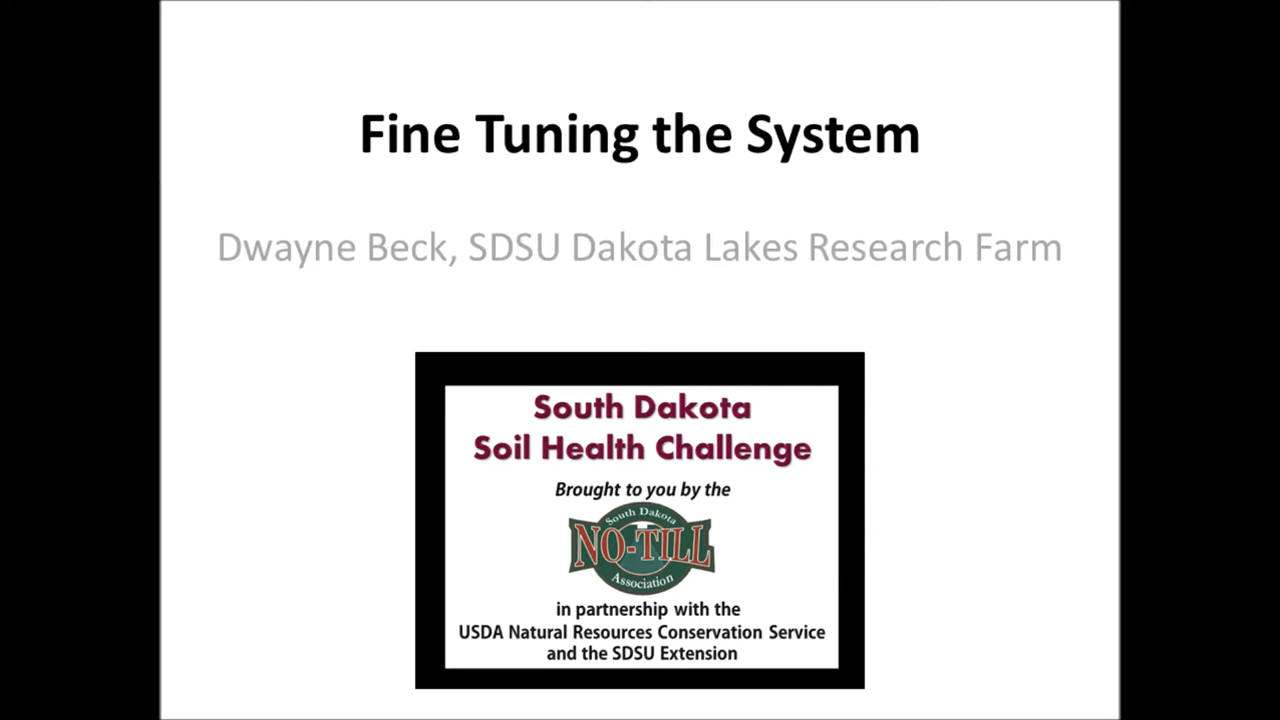 Fine Tuning the System
Dwayne Beck, SDSU Dakota Lakes Research Farm
South Dakota
Soil Health Challenge
Brought to you by the
South Dakota
NO-TILL
Association
in partnership with the
USDA Natural Resources Conservation Service
and the SDSU Extension